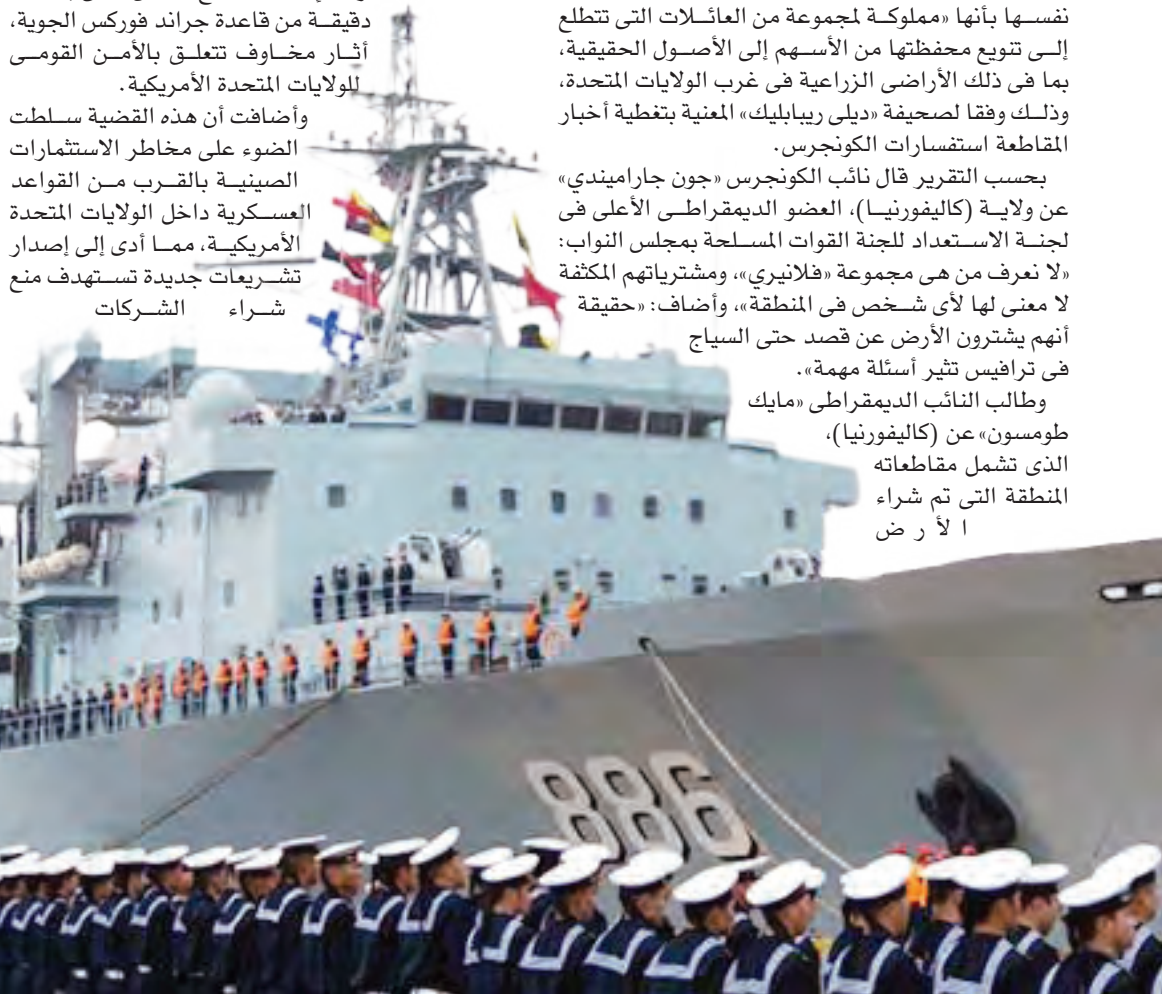 نفسها بأنها «مملوكة لمجموعة من العائلات التى تتطلع
إلى تنويع محفظتها من الأسهم إلى الأصول الحقيقية،
بما فى ذلك الأراضى الزراعية فى غرب الولايات المتحدة،
وذلك وفقا لصحيفة «ديلى ريبابليك» المعنية بتغطية أخبار
المقاطعة استفسارات الكونجرس.
بحسب التقرير قال نائب الكونجرس «جون جاراميندي»
عن ولاية (كاليفورنيا)، العضو الديمقراطى الأعلى فى
لجنة الاستعداد للجنة القوات المسلحة بمجلس النواب:
«لا نعرف من هى مجموعة «فلانيري»، ومشترياتهم المكثفة
لا معنى لها لأى شخص فى المنطقة»، وأضاف: «حقيقة
أنهم يشترون الأرض عن قصد حتى السياج
فى ترافيس تثير أسئلة مهمة».
وطالب النائب الديمقراطى «مايك
طومسون» عن (كاليفورنيا)،
الذى تشمل مقاطعاته
المنطقة التى تم شراء
الأرض
دقيقة من قاعدة جراند فوركس الجوية،
أثار مخاوف تتعلق بالأمن القومى
للولايات المتحدة الأمريكية.
وأضافت أن هذه القضية سلطت
الضوء على مخاطر الاستثمارات
الصينية بالقرب من القواعد
العسكرية داخل الولايات المتحدة
الأمريكية، مما أدى إلى إصدار
تشريعات جديدة تستهدف منع
شراء الشركات
886